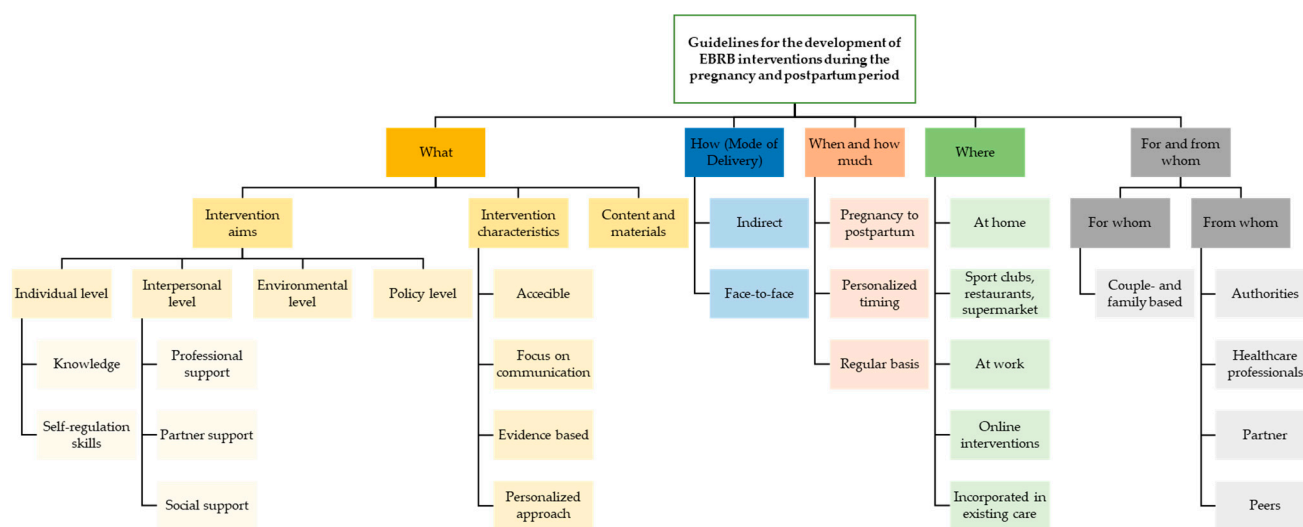 Guidelines for the development of
EBRB interventions during the
pregnancy and postpartum period
What
How (Mode of
Delivery)
When and how
much
Where
For and from
whom
Intervention
aims
Intervention
characteristics
Content and
materials
Indirect
Pregnancy to
postpartum
At home
For whom
From whom
Individual level
Interpersonal
level
Environmental
level
Policy level
Accecible
Face-to-face
Personalized
timing
Sport clubs,
restaurants,
supermarket
Couple- and
family based
Authorities
Knowledge
Professional
support
Focus on
communication
Regular basis
At work
Healthcare
professionals
Self-regulation
skills
Partner support
Evidence based
Online
interventions
Partner
Social support
Personalized
approach
Incorporated in
existing care
Peers